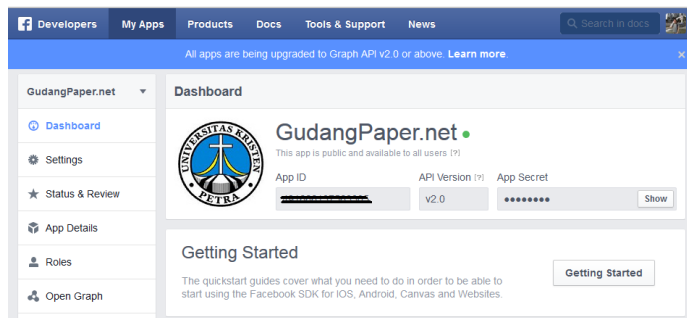 Developers My Apps Products Docs Tools & Support News Search in docs
All apps are being upgraded to Graph API v2.0 or above. Learn more.
GudangPaper.net
Dashboard
Settings
Status & Review
App Details
Roles
Open Graph
Dashboard
UNIVERSITAS KRISTEN
PETRA
GudangPaper.net
This app is public and available to all users [?]
App ID API Version [?] App Secret
v2.0 Show
Getting Started
The quickstart guides cover what you need to do in order to be able to
start using the Facebook SDK for IOS, Android, Canvas and Websites.
Getting Started